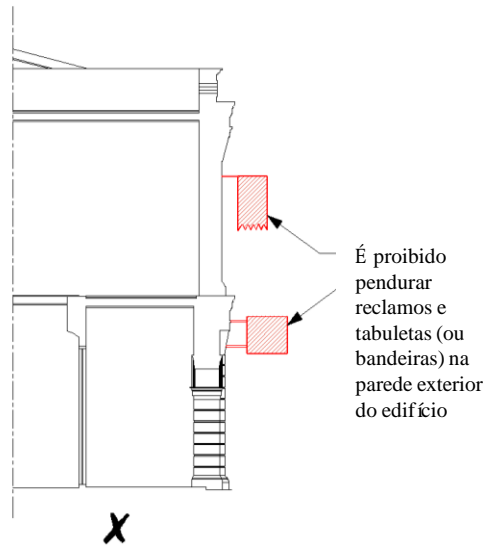 É proibido
pendurar
reclamos e
tabuletas (ou
bandeiras) na
parede exterior
do edifício
X